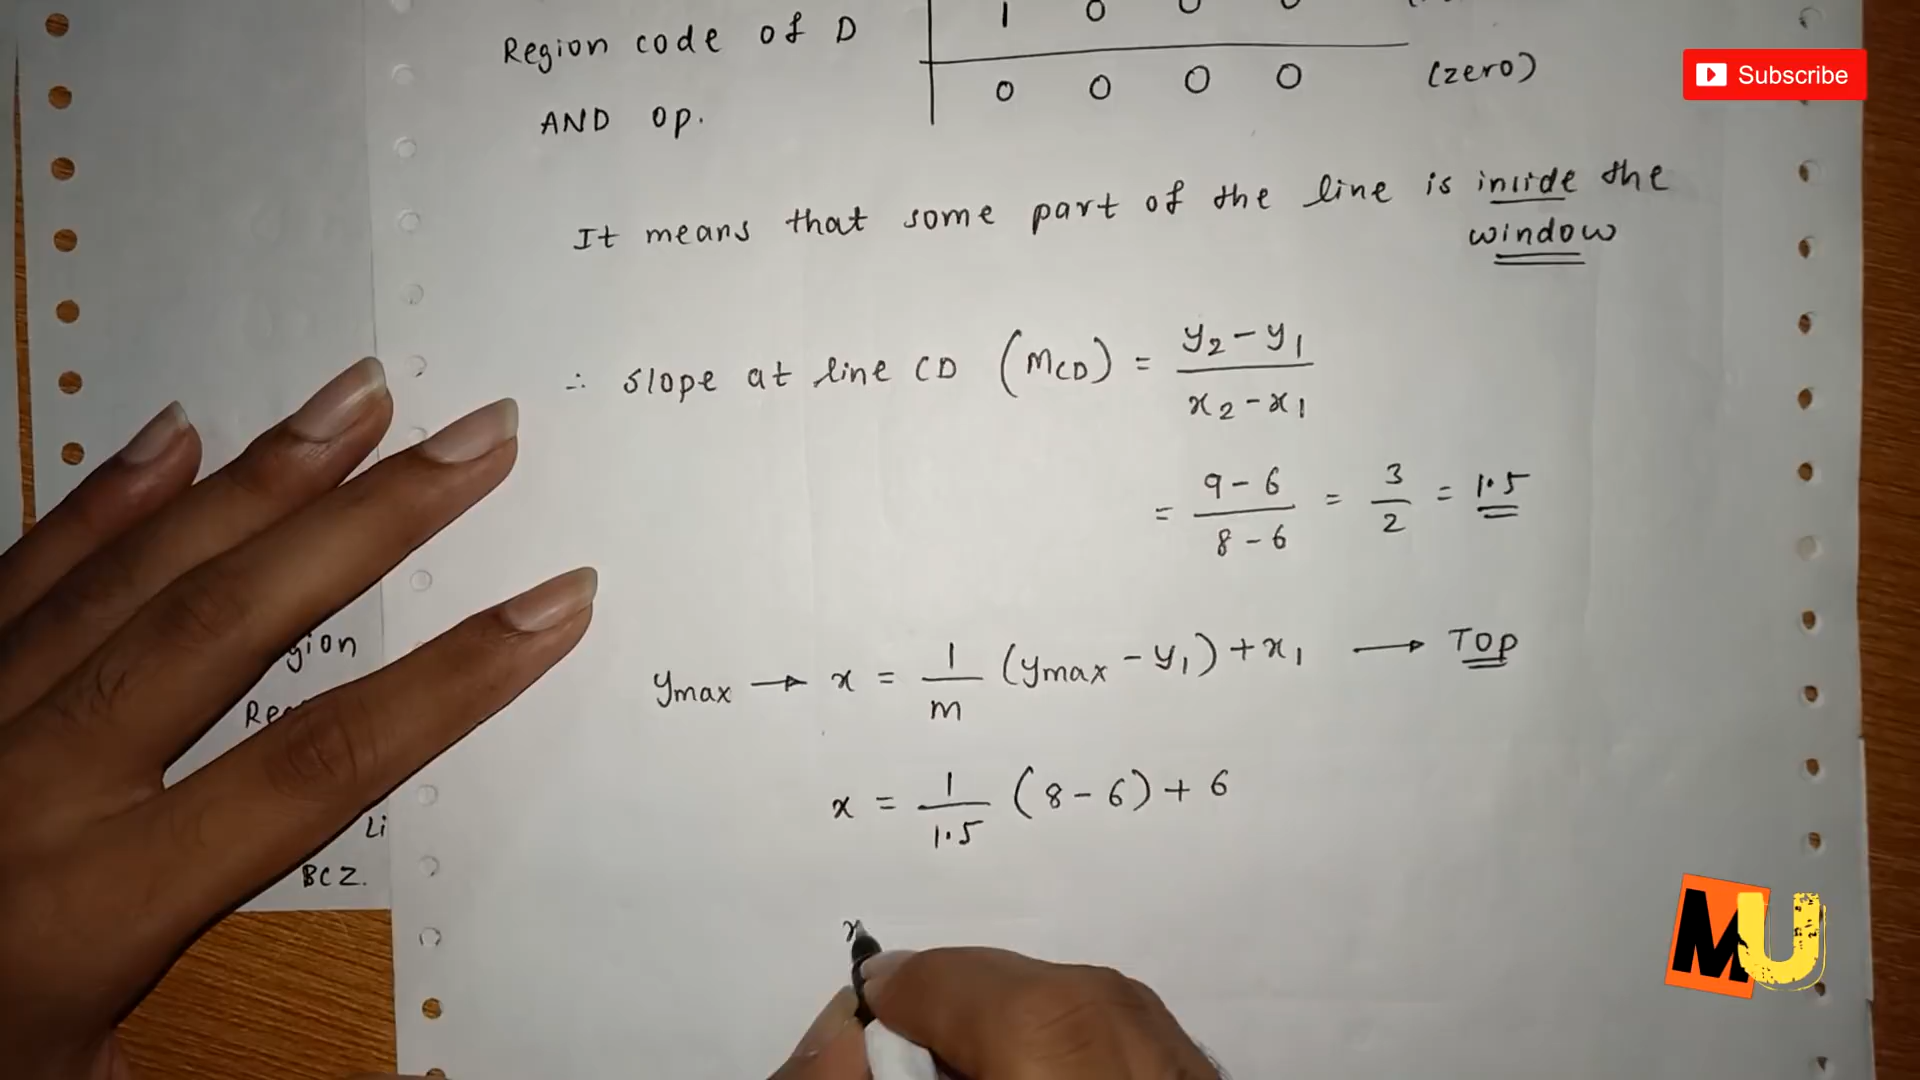 1 0 0 0
Region code of D
0 0 0 0 (zero)
AND op.
Subscribe
It means that some part of the line is inside the
window
∴ slope at line CD (MCD) = y2 - y1 / x2 - x1
= 9 - 6 / 8 - 6 = 3 / 2 = 1.5
ymax → x = 1 / m (ymax - y1) + x1 → TOP
x = 1 / 1.5 (8 - 6) + 6
x
gion
Re
Li
BCZ.
MU